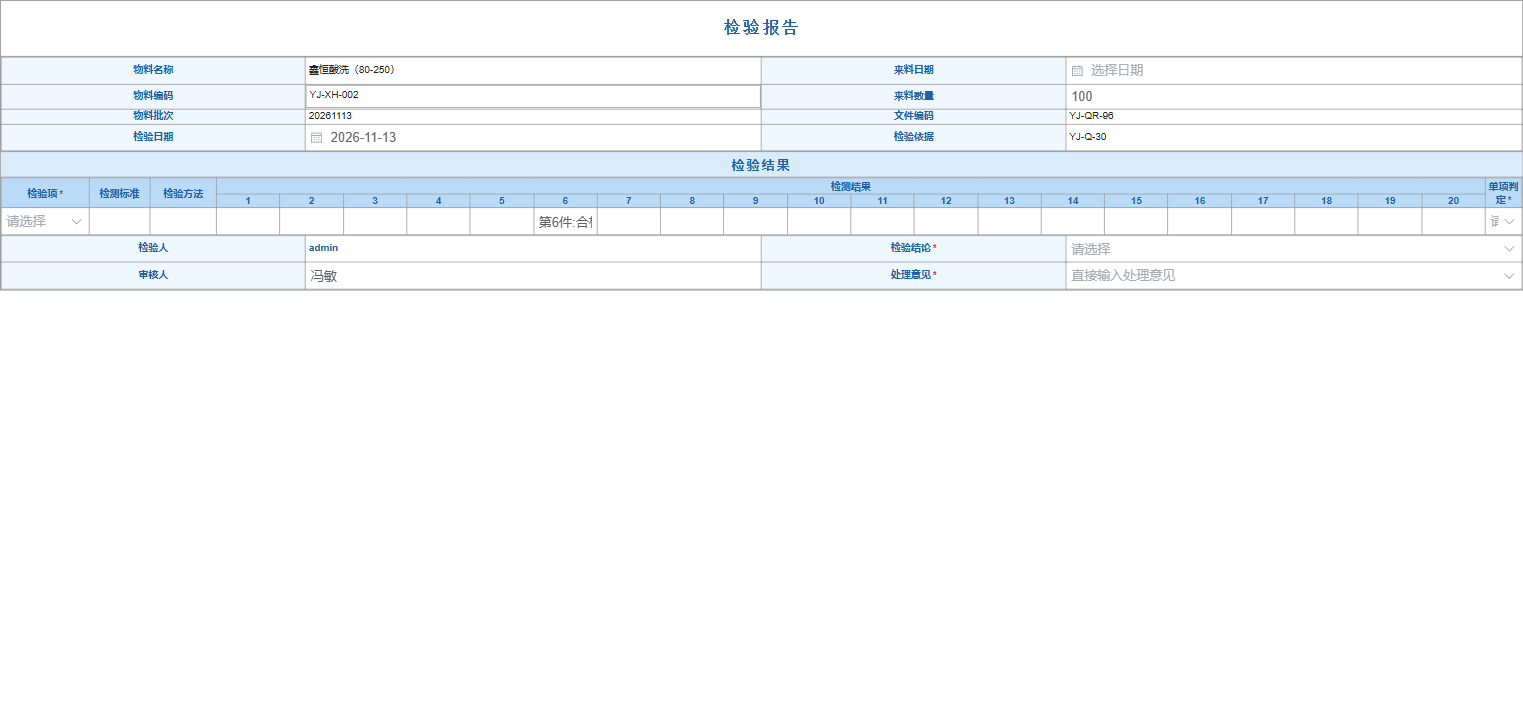 检验报告
物料名称 鑫恒酸洗（80-250） 来料日期 选择日期
物料编码 YJ-XH-002 来料数量 100
物料批次 20261113 文件编码 YJ-QR-96
检验日期 2026-11-13 检验依据 YJ-Q-30
检验结果
检验项* 检测标准 检验方法 检测结果 单项判定*
1 2 3 4 5 6 7 8 9 10 11 12 13 14 15 16 17 18 19 20
请选择 第6件:合
检验人 admin 检验结论* 请选择
审核人 冯敏 处理意见* 直接输入处理意见